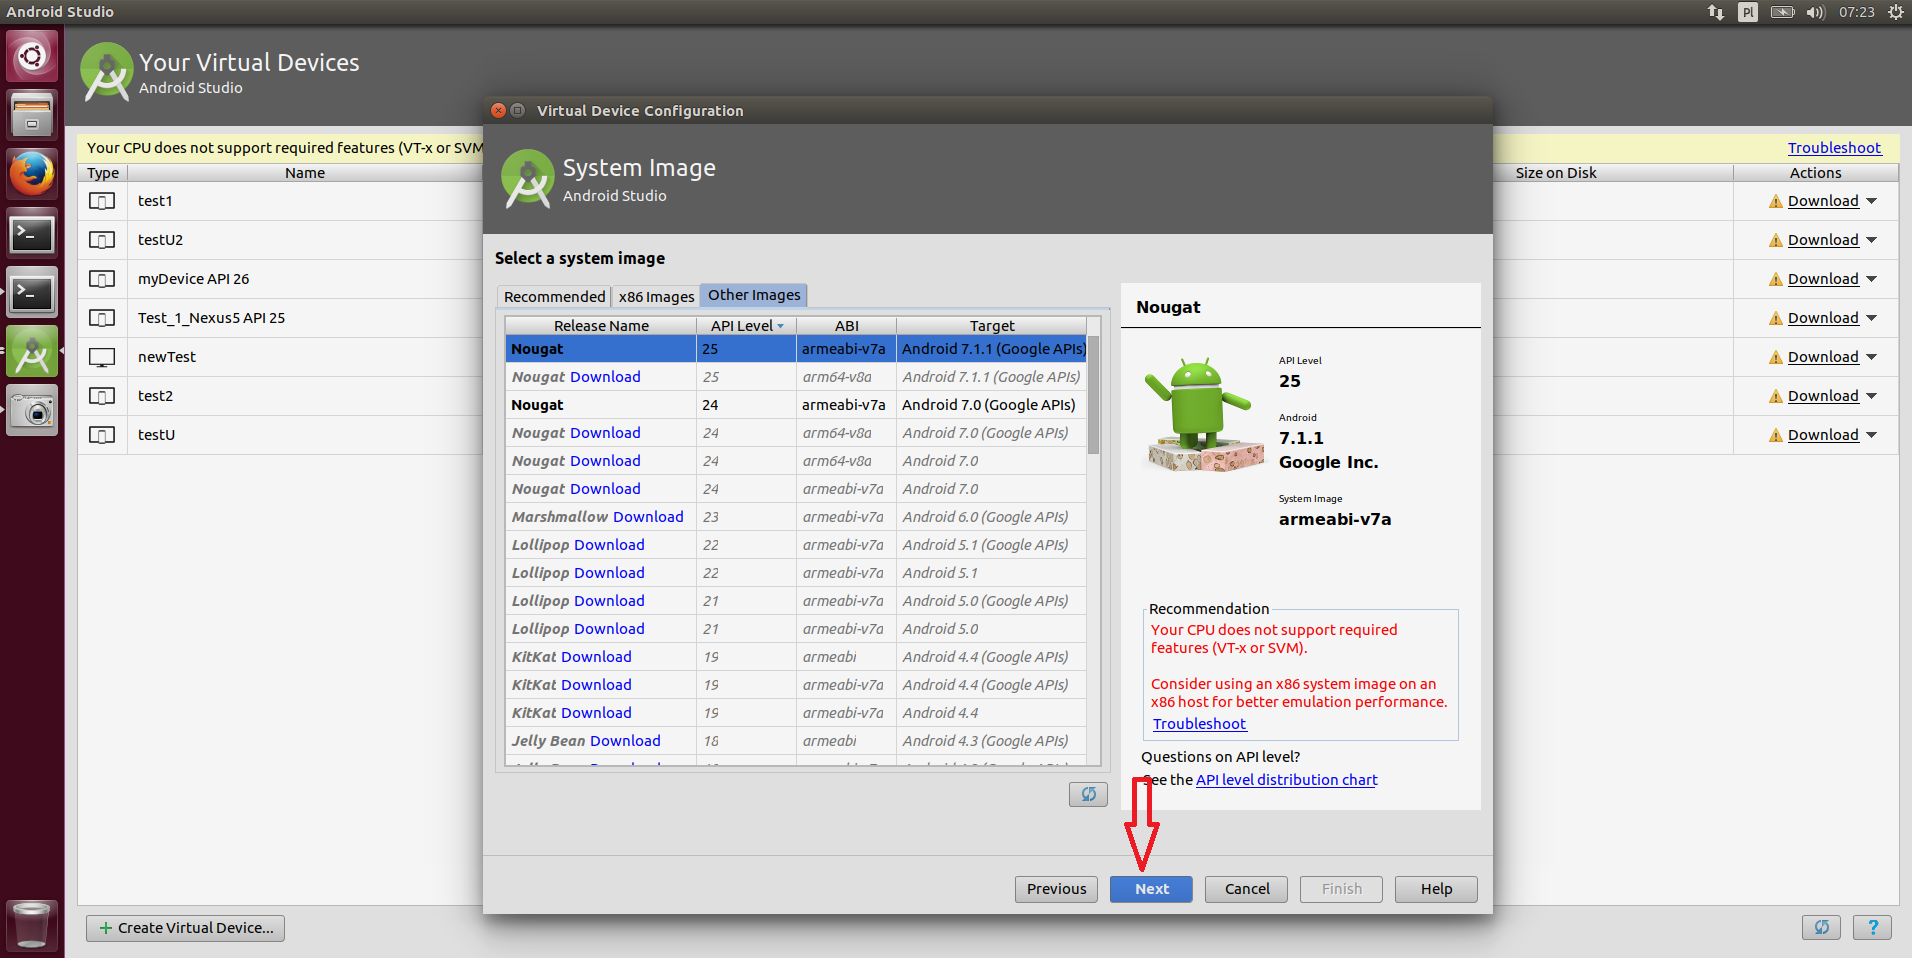 Android Studio
Pl
07:23
Your Virtual Devices
Android Studio
Your CPU does not support required features (VT-x or SVM
Troubleshoot
Type Name Size on Disk Actions
test1 Download
testU2 Download
myDevice API 26 Download
Test_1_Nexus5 API 25 Download
newTest Download
test2 Download
testU Download
Create Virtual Device...
?
Virtual Device Configuration
System Image
Android Studio
Select a system image
Recommended x86 Images Other Images
Release Name API Level ABI Target
Nougat 25 armeabi-v7a Android 7.1.1 (Google APIs)
Nougat Download 25 arm64-v8a Android 7.1.1 (Google APIs)
Nougat 24 armeabi-v7a Android 7.0 (Google APIs)
Nougat Download 24 arm64-v8a Android 7.0 (Google APIs)
Nougat Download 24 arm64-v8a Android 7.0
Nougat Download 24 armeabi-v7a Android 7.0
Marshmallow Download 23 armeabi-v7a Android 6.0 (Google APIs)
Lollipop Download 22 armeabi-v7a Android 5.1 (Google APIs)
Lollipop Download 22 armeabi-v7a Android 5.1
Lollipop Download 21 armeabi-v7a Android 5.0 (Google APIs)
Lollipop Download 21 armeabi-v7a Android 5.0
KitKat Download 19 armeabi Android 4.4 (Google APIs)
KitKat Download 19 armeabi-v7a Android 4.4 (Google APIs)
KitKat Download 19 armeabi-v7a Android 4.4
Jelly Bean Download 18 armeabi Android 4.3 (Google APIs)
Nougat
API Level
25
Android
7.1.1
Google Inc.
System Image
armeabi-v7a
Recommendation
Your CPU does not support required
features (VT-x or SVM).
Consider using an x86 system image on an
x86 host for better emulation performance.
Troubleshoot
Questions on API level?
See the API level distribution chart
Previous Next Cancel Finish Help